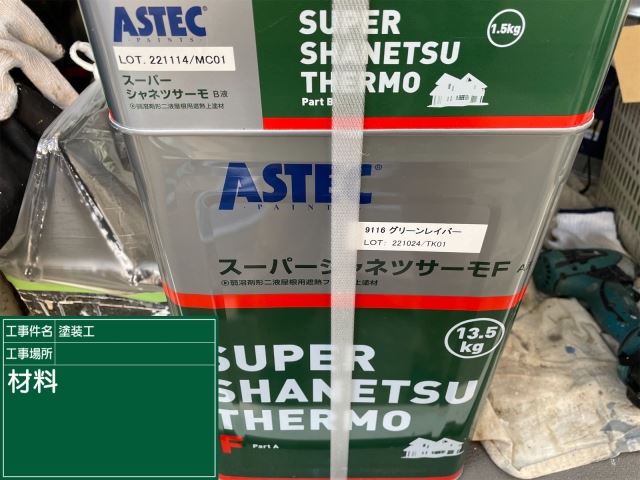 ASTEC
PAINTS
LOT. 221114/MC01
スーパー
シャネツサーモ B液
SUPER
SHANETSU
THERMO
Part B
1.5kg
ASTEC
PAINTS
9116 グリーンレイバー
LOT: 221024/TK01
スーパーシャネツサーモF
13.5
kg
SUPER
SHANETSU
THERMO
F Part A
工事件名 塗装工
工事場所
材料